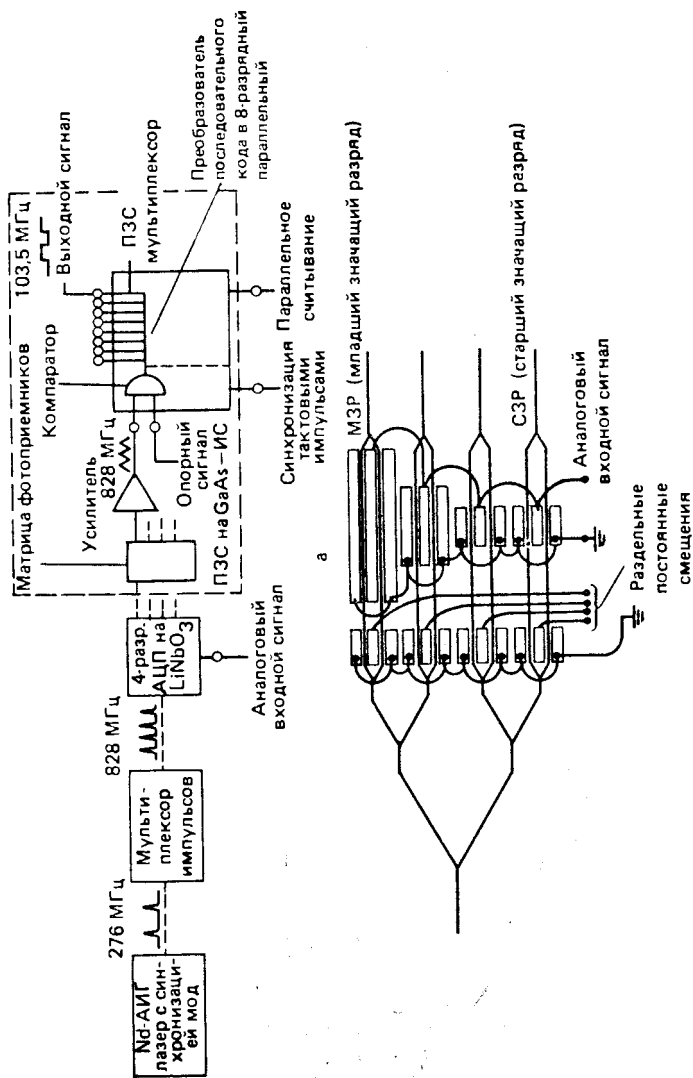 Nd-АИГ
лазер с син-
хронизаци-
ей мод
276 МГц
Мульти-
плексор
импульсов
828 МГц
4-разр.
АЦП на
LiNbO3
Аналоговый
входной сигнал
Матрица фотоприемников
Усилитель
828 МГц
Опорный
сигнал
ПЗС на GaAs–ИС
Компаратор
103,5 МГц
Выходной сигнал
ПЗС
мультиплексор
Преобразователь
последовательного
кода в 8-разрядный
параллельный
Синхронизация
тактовыми
импульсами
Параллельное
считывание
а
МЗР (младший значащий разряд)
СЗР (старший значащий разряд)
Аналоговый
входной сигнал
Раздельные
постоянные
смещения